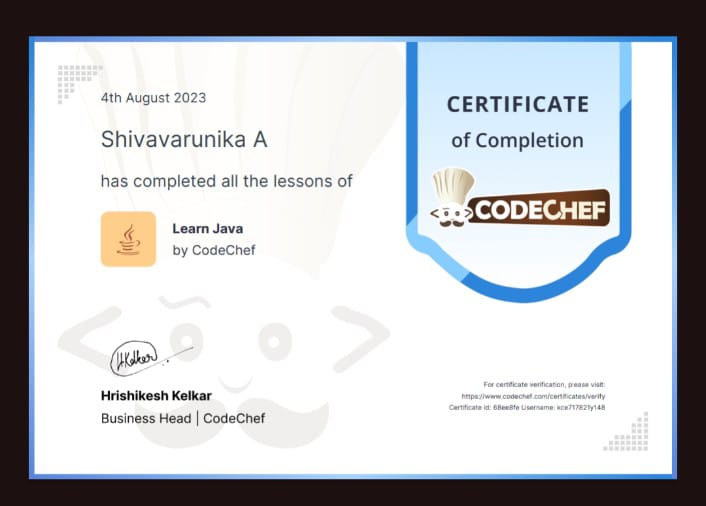 4th August 2023
Shivavarunika A
has completed all the lessons of
Learn Java
by CodeChef
CERTIFICATE
of Completion
CODECHEF
HKelkar
Hrishikesh Kelkar
Business Head | CodeChef
For certificate verification, please visit:
https://www.codechef.com/certificates/verify
Certificate id: 68ee8fe Username: kce717821y148